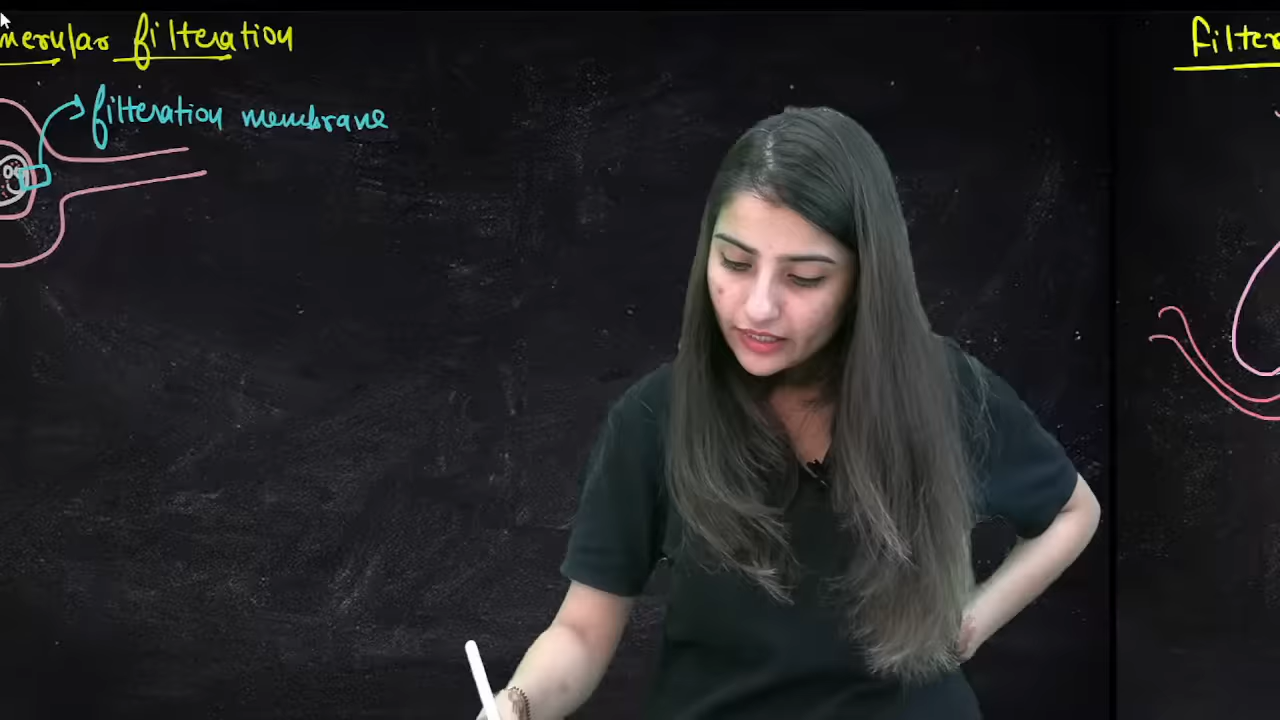 merular filteration
filteration membrane
Filter